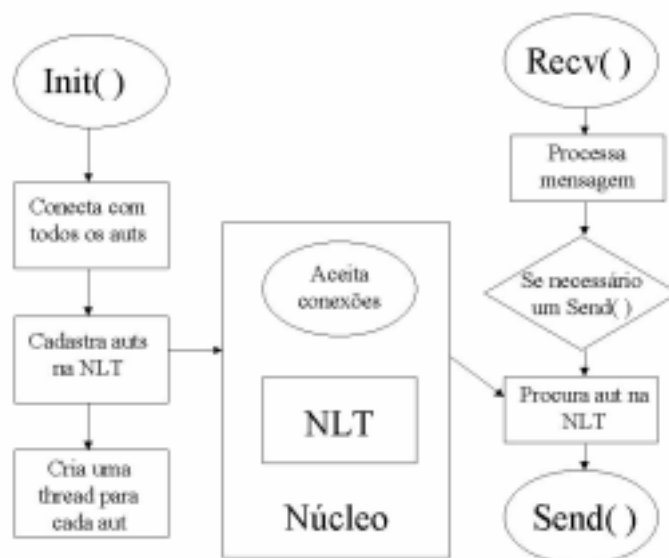 Init( )
Conecta com
todos os auts
Cadastra auts
na NLT
Cria uma
thread para
cada aut
Aceita
conexões
NLT
Núcleo
Recv( )
Processa
mensagem
Se necessário
um Send( )
Procura aut na
NLT
Send( )